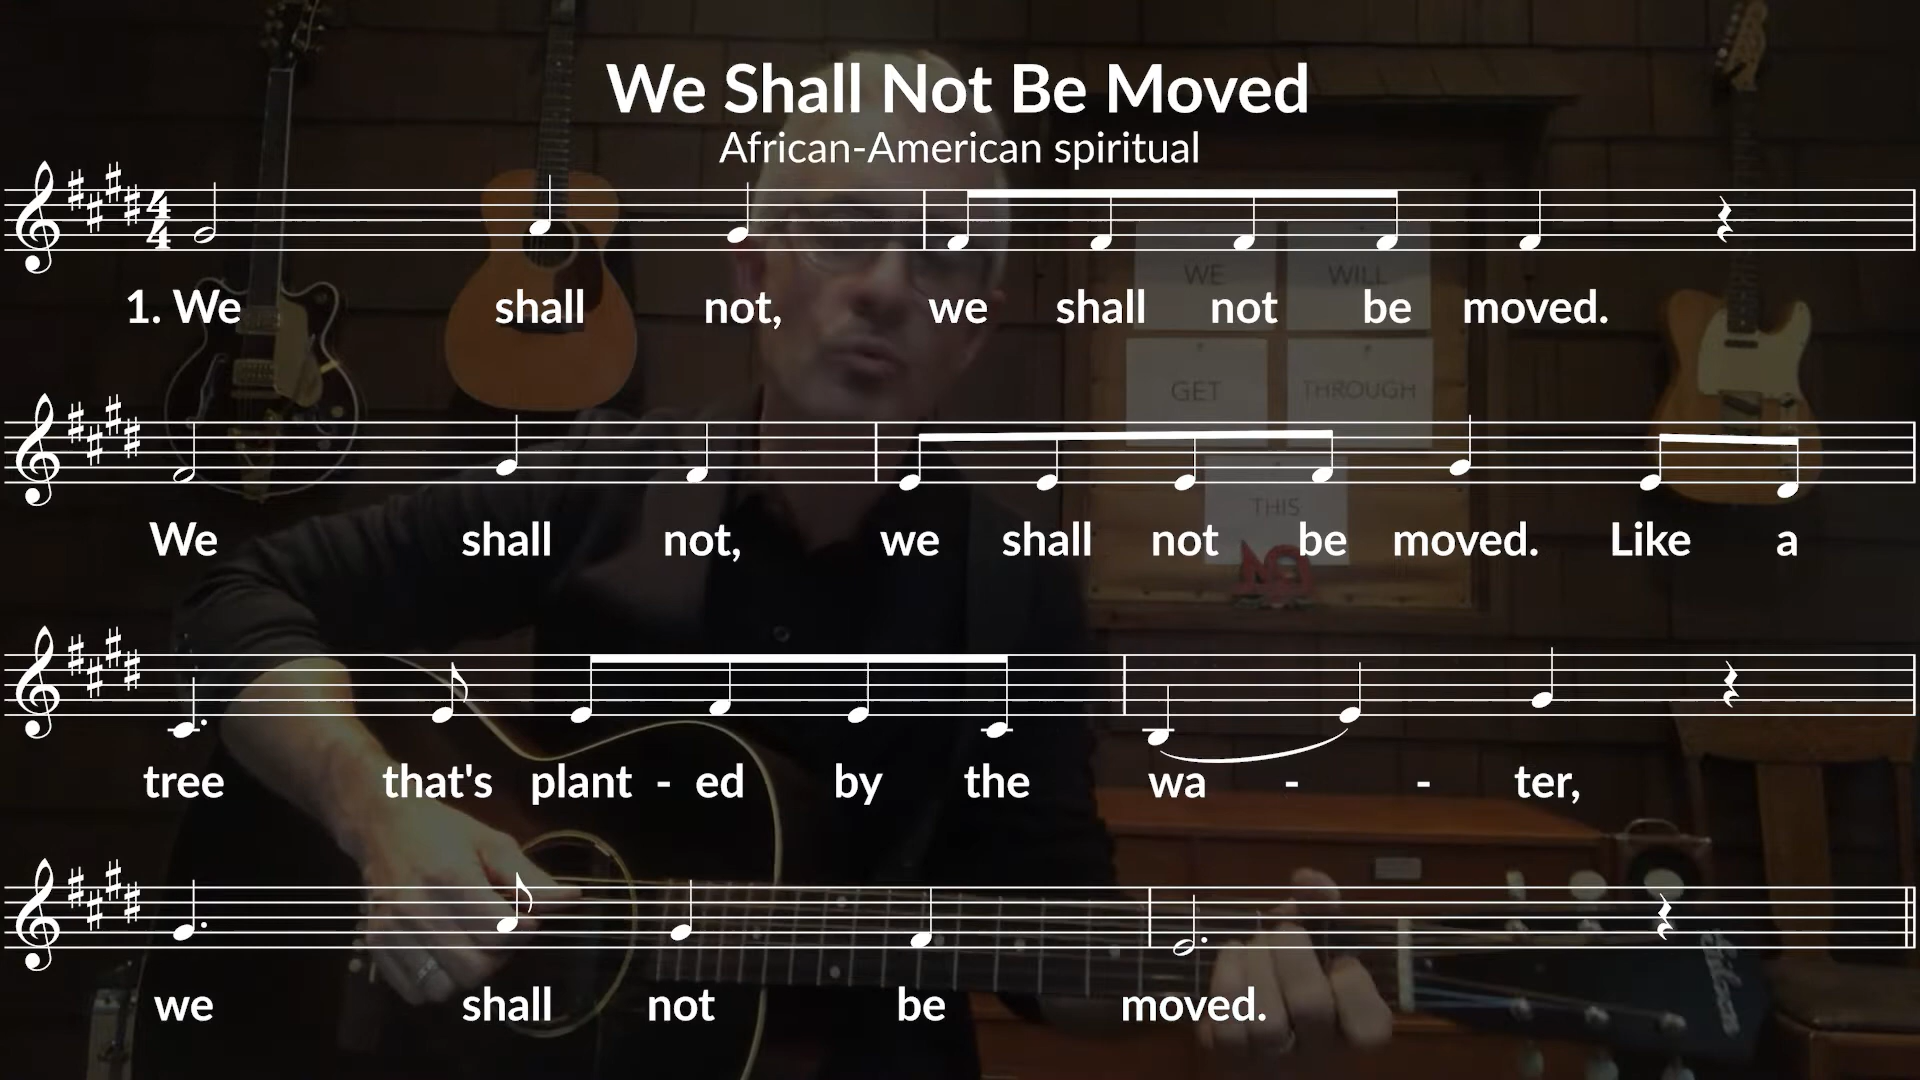 We Shall Not Be Moved
African-American spiritual
1. We shall not, we shall not be moved.
We shall not, we shall not be moved. Like a
tree that's plant - ed by the wa - - ter,
we shall not be moved.
WE WILL
GET THROUGH
THIS
Gibson